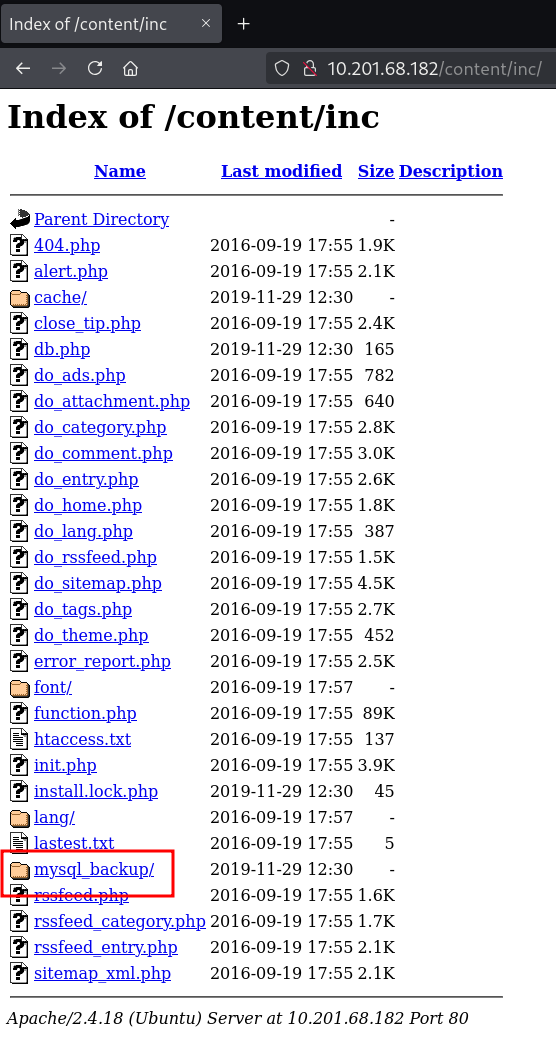 Index of /content/inc
10.201.68.182/content/inc/
Index of /content/inc
Name Last modified Size Description
Parent Directory -
404.php 2016-09-19 17:55 1.9K
alert.php 2016-09-19 17:55 2.1K
cache/ 2019-11-29 12:30 -
close_tip.php 2016-09-19 17:55 2.4K
db.php 2019-11-29 12:30 165
do_ads.php 2016-09-19 17:55 782
do_attachment.php 2016-09-19 17:55 640
do_category.php 2016-09-19 17:55 2.8K
do_comment.php 2016-09-19 17:55 3.0K
do_entry.php 2016-09-19 17:55 2.6K
do_home.php 2016-09-19 17:55 1.8K
do_lang.php 2016-09-19 17:55 387
do_rssfeed.php 2016-09-19 17:55 1.5K
do_sitemap.php 2016-09-19 17:55 4.5K
do_tags.php 2016-09-19 17:55 2.7K
do_theme.php 2016-09-19 17:55 452
error_report.php 2016-09-19 17:55 2.5K
font/ 2016-09-19 17:57 -
function.php 2016-09-19 17:55 89K
htaccess.txt 2016-09-19 17:55 137
init.php 2016-09-19 17:55 3.9K
install.lock.php 2019-11-29 12:30 45
lang/ 2016-09-19 17:57 -
lastest.txt 2016-09-19 17:55 5
mysql_backup/ 2019-11-29 12:30 -
rssfeed.php 2016-09-19 17:55 1.6K
rssfeed_category.php 2016-09-19 17:55 1.7K
rssfeed_entry.php 2016-09-19 17:55 2.1K
sitemap_xml.php 2016-09-19 17:55 2.1K
Apache/2.4.18 (Ubuntu) Server at 10.201.68.182 Port 80